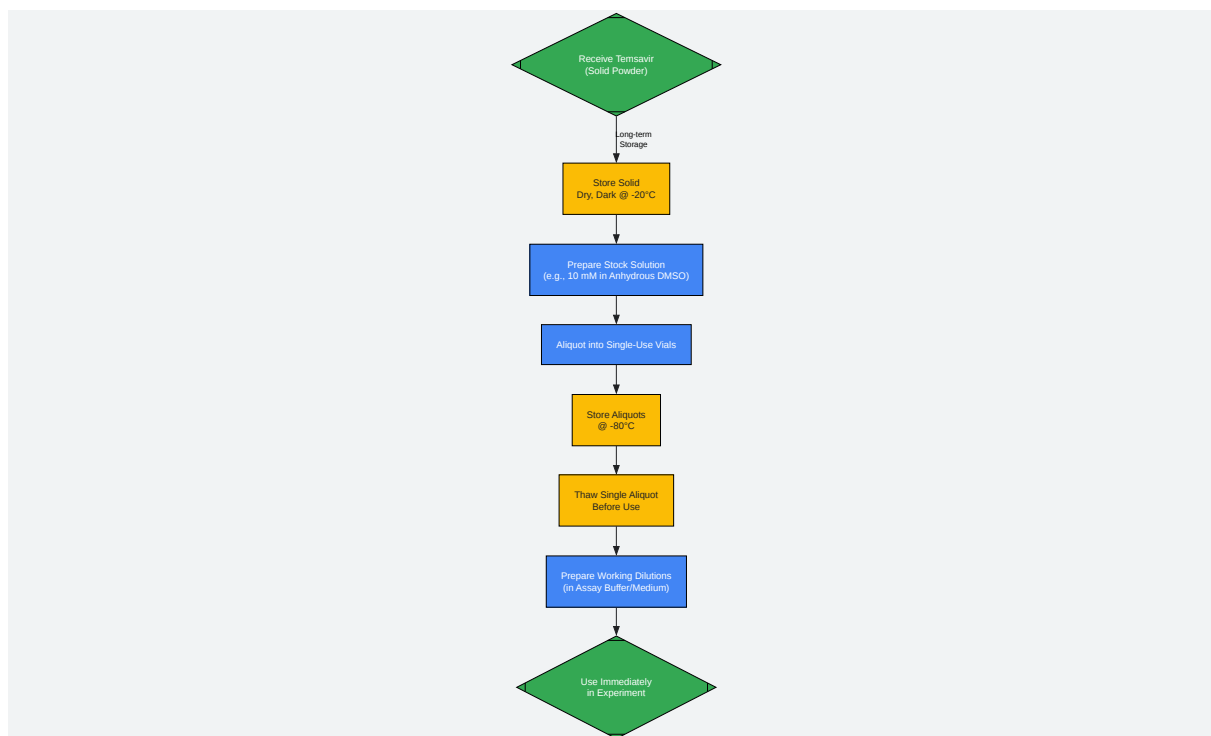 Receive Temsavir
(Solid Powder)
Long-term
Storage
Store Solid
Dry, Dark @ -20°C
Prepare Stock Solution
(e.g., 10 mM in Anhydrous DMSO)
Aliquot into Single-Use Vials
Store Aliquots
@ -80°C
Thaw Single Aliquot
Before Use
Prepare Working Dilutions
(in Assay Buffer/Medium)
Use Immediately
in Experiment